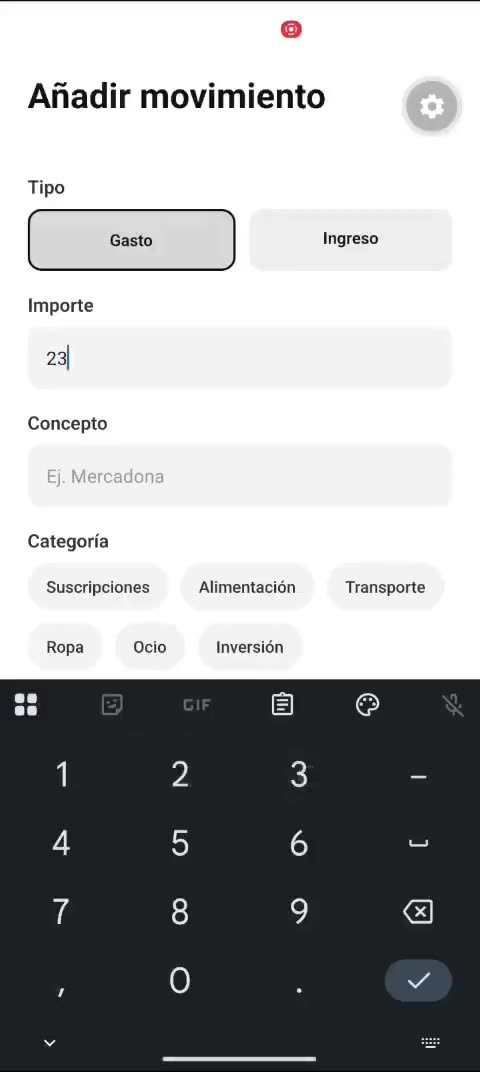 Añadir movimiento
Tipo
Gasto Ingreso
Importe
23
Concepto
Ej. Mercadona
Categoría
Suscripciones Alimentación Transporte
Ropa Ocio Inversión
GIF
1 2 3 –
4 5 6
7 8 9
, 0 .